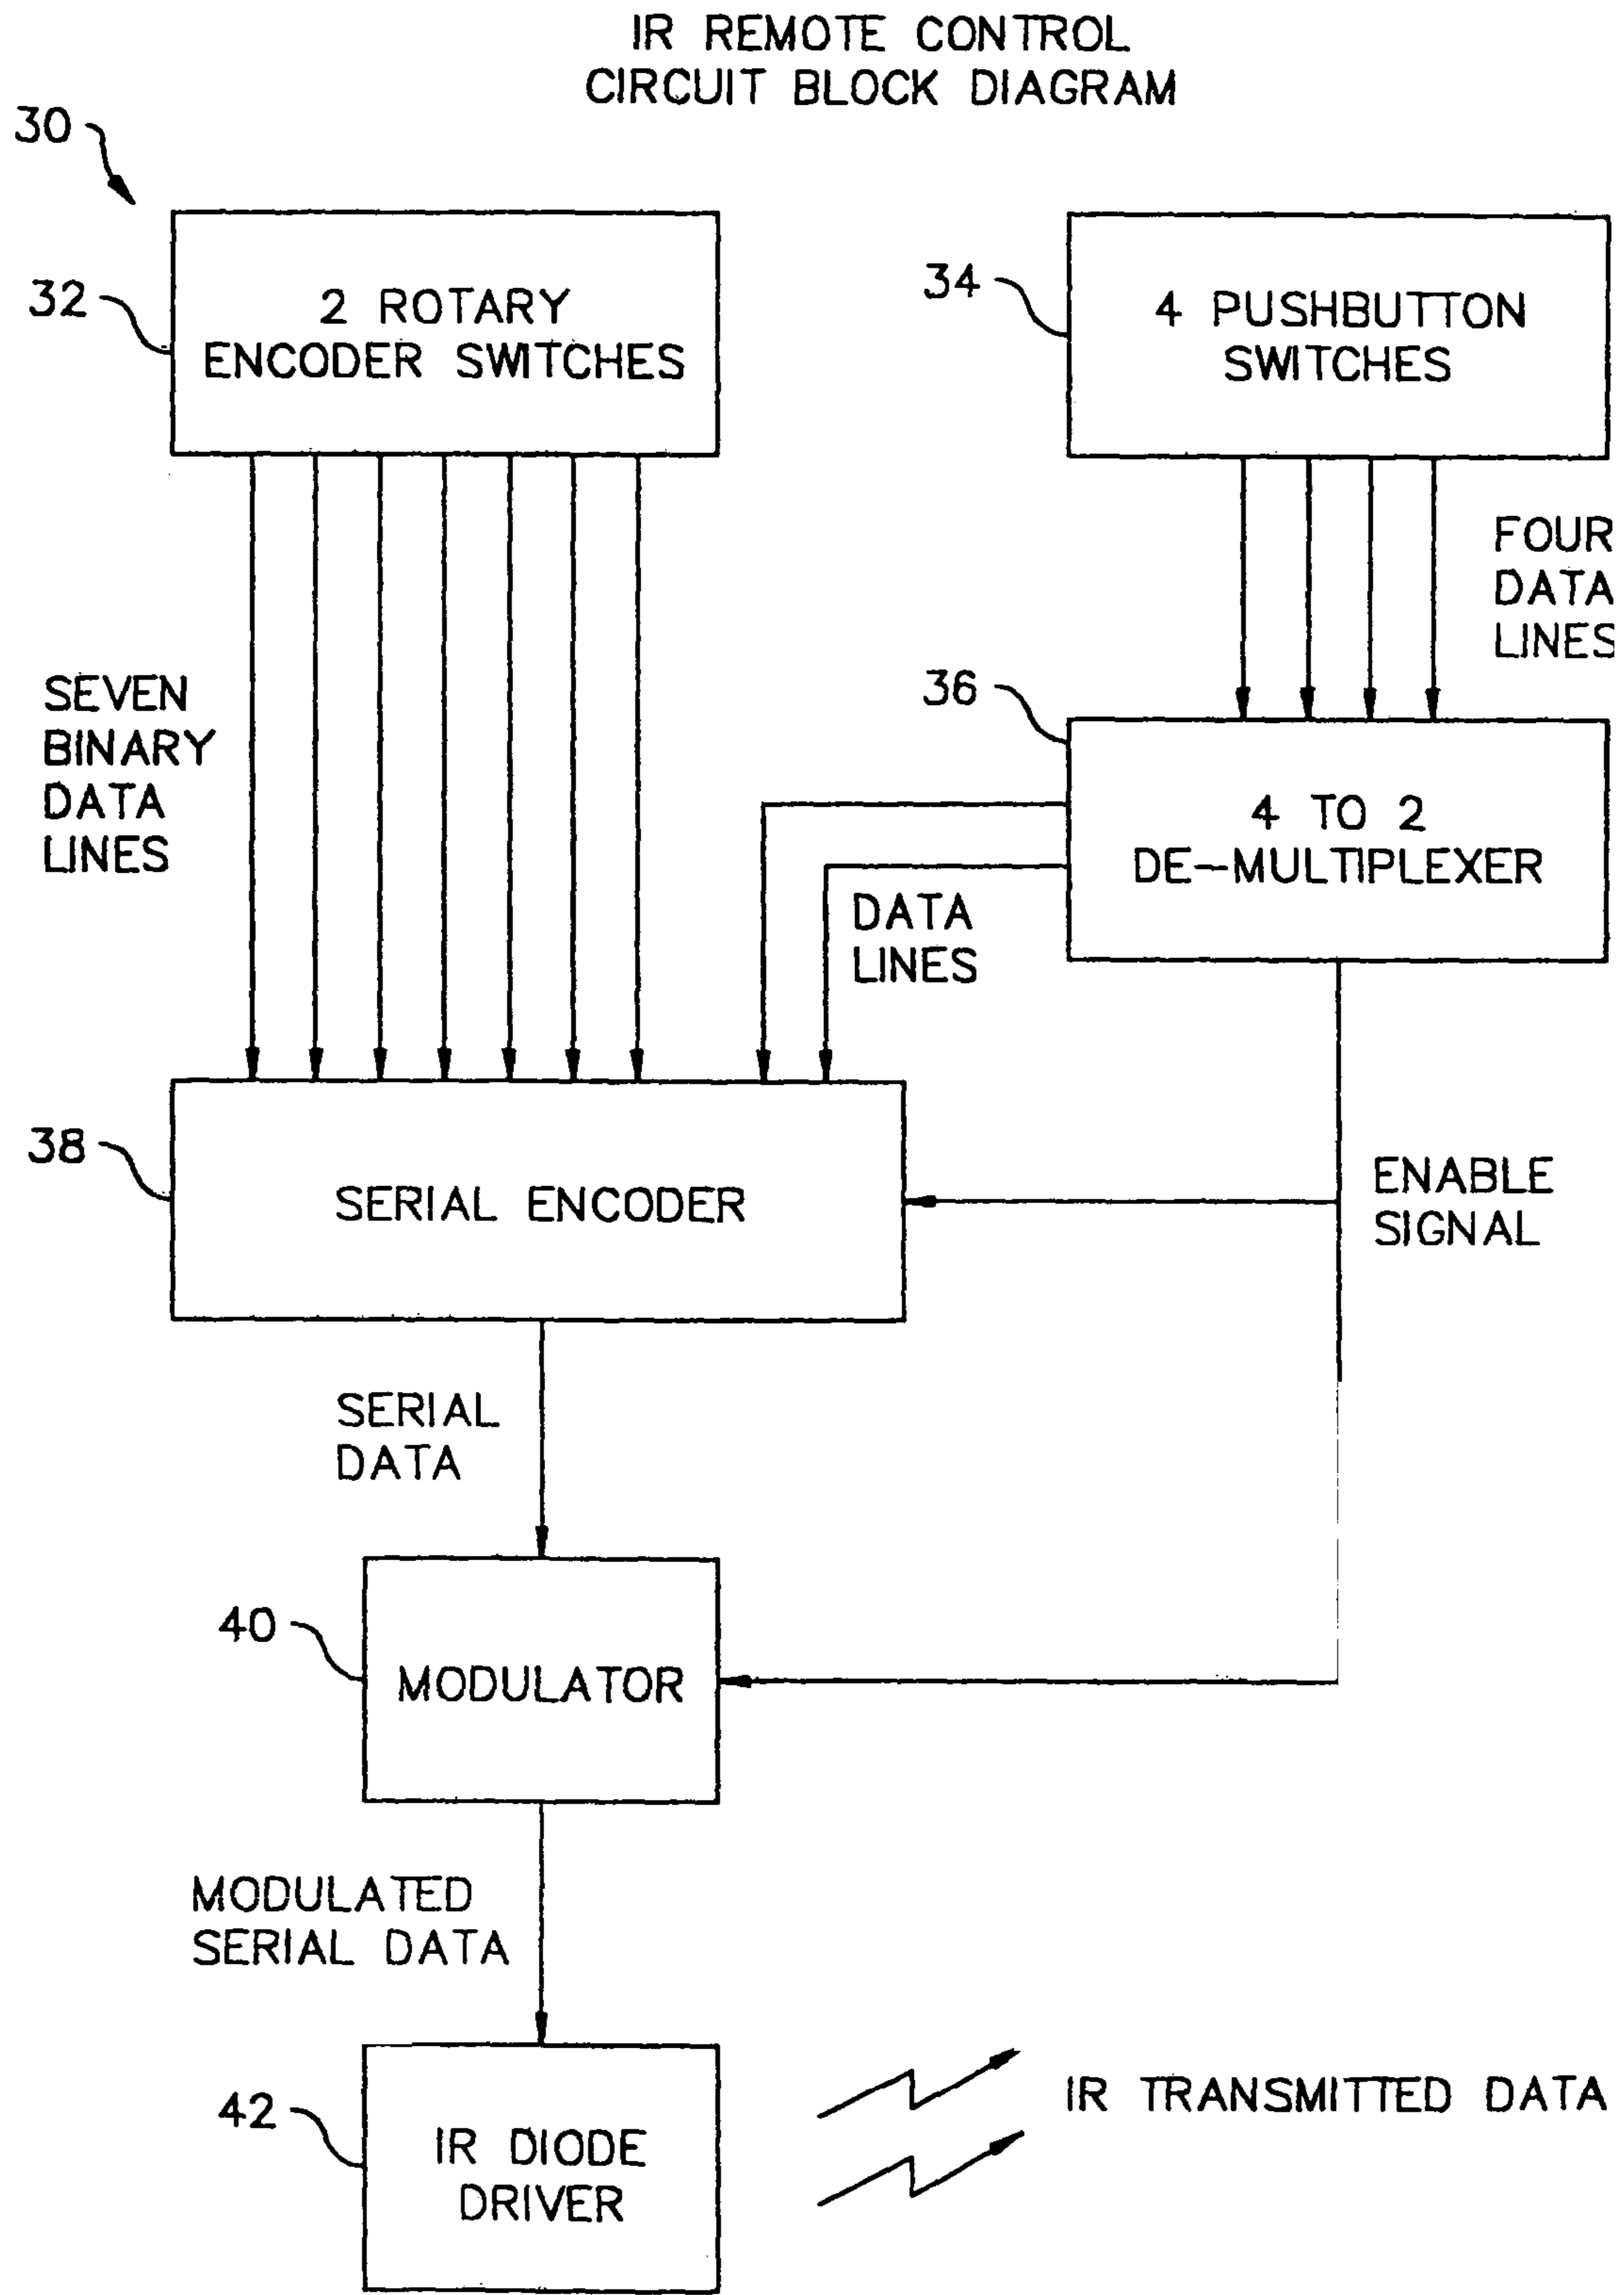 IR REMOTE CONTROL
CIRCUIT BLOCK DIAGRAM
30
32
2 ROTARY
ENCODER SWITCHES
34
4 PUSHBUTTON
SWITCHES
FOUR
DATA
LINES
SEVEN
BINARY
DATA
LINES
36
4 TO 2
DE-MULTIPLEXER
DATA
LINES
38
SERIAL ENCODER
ENABLE
SIGNAL
SERIAL
DATA
40
MODULATOR
MODULATED
SERIAL DATA
42
IR DIODE
DRIVER
IR TRANSMITTED DATA